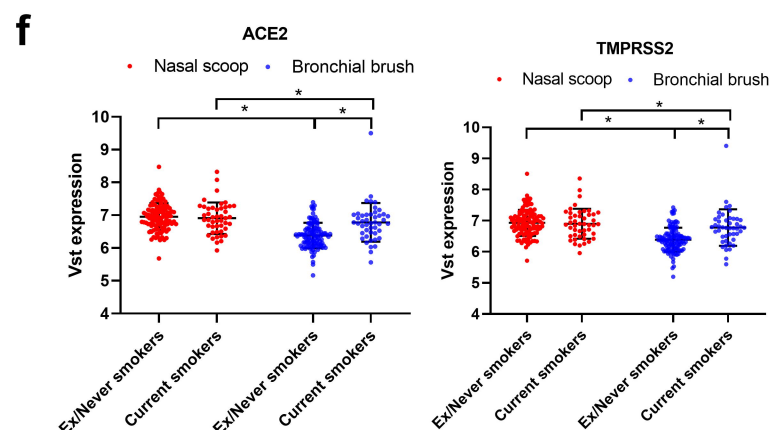 f
ACE2
Nasal scoop Bronchial brush
* 
* *
Vst expression
10
9
8
7
6
5
4
Ex/Never smokers
Current smokers
Ex/Never smokers
Current smokers
TMPRSS2
Nasal scoop Bronchial brush
*
* *
Vst expression
10
9
8
7
6
5
4
Ex/Never smokers
Current smokers
Ex/Never smokers
Current smokers